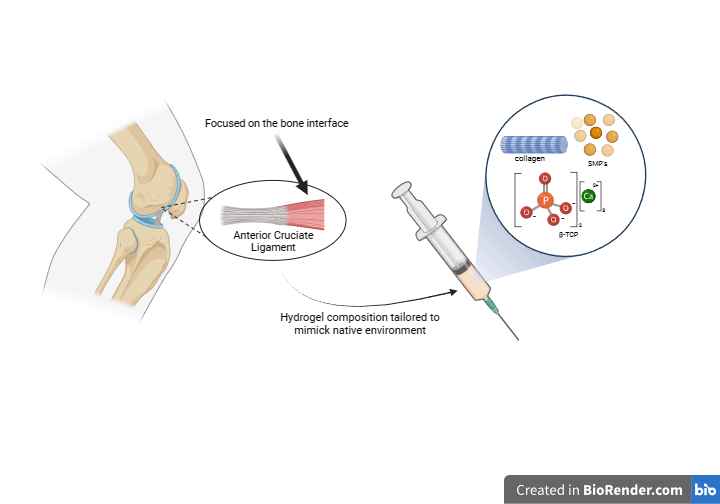 Focused on the bone interface
Anterior Cruciate
Ligament
Hydrogel composition tailored to
mimick native environment
collagen
SMP's
O
P
O
O
O
-
-
-
2
Ca
2+
3
β-TCP
Created in BioRender.com bio